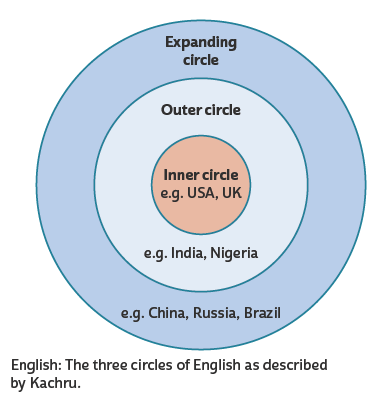 Expanding
circle
Outer circle
Inner circle
e.g. USA, UK
e.g. India, Nigeria
e.g. China, Russia, Brazil
English: The three circles of English as described
by Kachru.